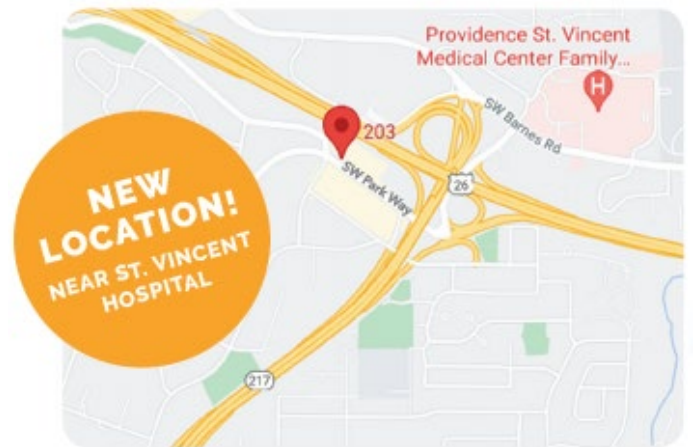 Providence St. Vincent
Medical Center Family...
H
203
SW Barnes Rd
SW Park Way
26
NEW
LOCATION!
NEAR ST. VINCENT
HOSPITAL
217